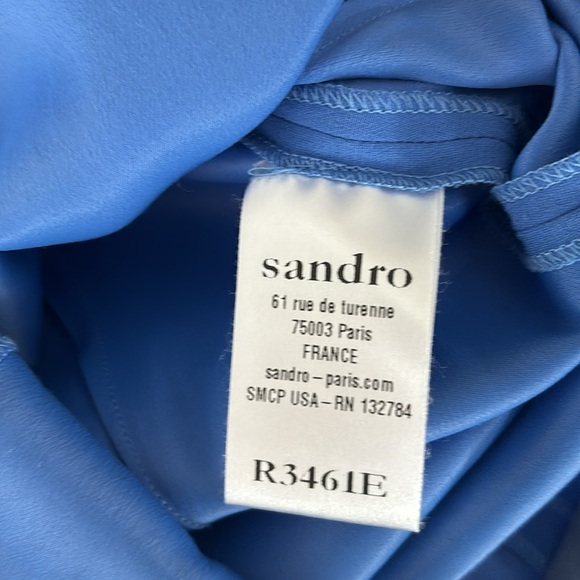 sandro
61 rue de turenne
75003 Paris
FRANCE
sandro-paris.com
SMCP USA-RN 132784
R3461E